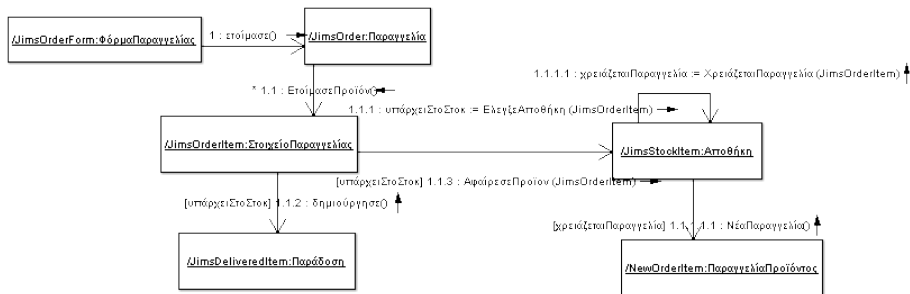 1 : ετοίμασε()
/JimsOrderForm:ΦόρμαΠαραγγελίας
/JimsOrder:Παραγγελία
1.1.1.1 : χρειάζεταιΠαραγγελία := ΧρειάζεταιΠαραγγελία (JimsOrderItem)
* 1.1 : ΕτοίμασεΠροϊόν()
1.1.1 : υπάρχειΣτοΣτοκ := ΕλεγξεΑποθήκη (JimsOrderItem)
/JimsOrderItem:ΣτοιχείοΠαραγγελίας
/JimsStockItem:Αποθήκη
[υπάρχειΣτοΣτοκ] 1.1.3 : ΑφαίρεσεΠροϊον (JimsOrderItem)
[υπάρχειΣτοΣτοκ] 1.1.2 : δημιούργησε()
[χρειάζεταιΠαραγγελία] 1.1.1.1.1 : ΝέαΠαραγγελία()
/JimsDeliveredItem:Παράδοση
/NewOrderItem:ΠαραγγελίαΠροϊόντος